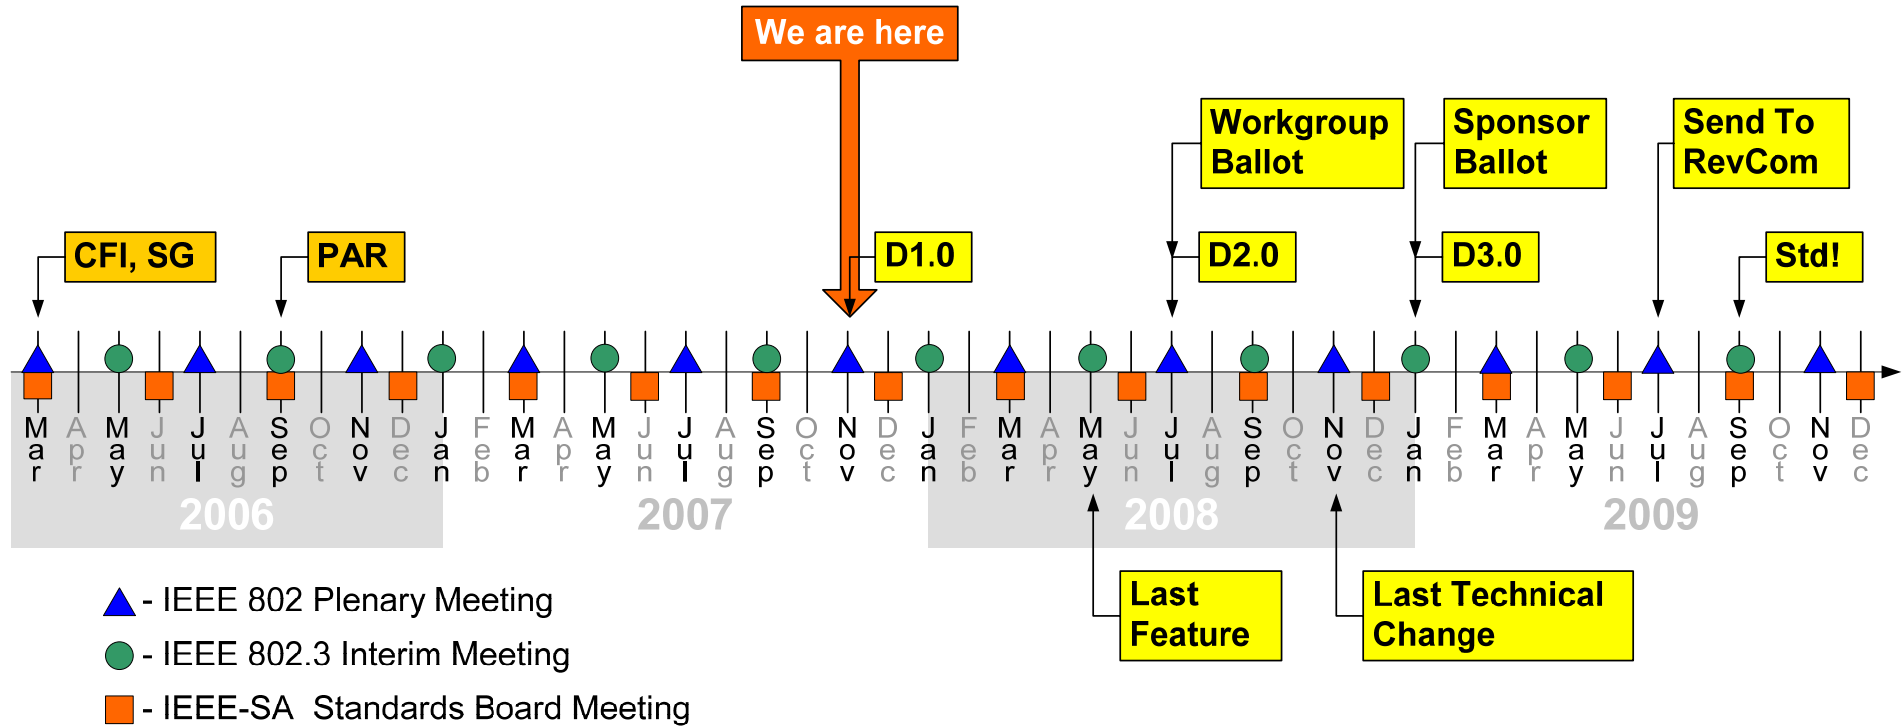 We are here
Workgroup
Ballot
Sponsor
Ballot
Send To
RevCom
CFI, SG
PAR
D1.0
D2.0
D3.0
Std!
Mar Apr May Jun Jul Aug Sep Oct Nov Dec Jan Feb Mar Apr May Jun Jul Aug Sep Oct Nov Dec Jan Feb Mar Apr May Jun Jul Aug Sep Oct Nov Dec Jan Feb Mar Apr May Jun Jul Aug Sep Oct Nov Dec
2006 2007 2008 2009
Last
Feature
Last Technical
Change
- IEEE 802 Plenary Meeting
- IEEE 802.3 Interim Meeting
- IEEE-SA Standards Board Meeting